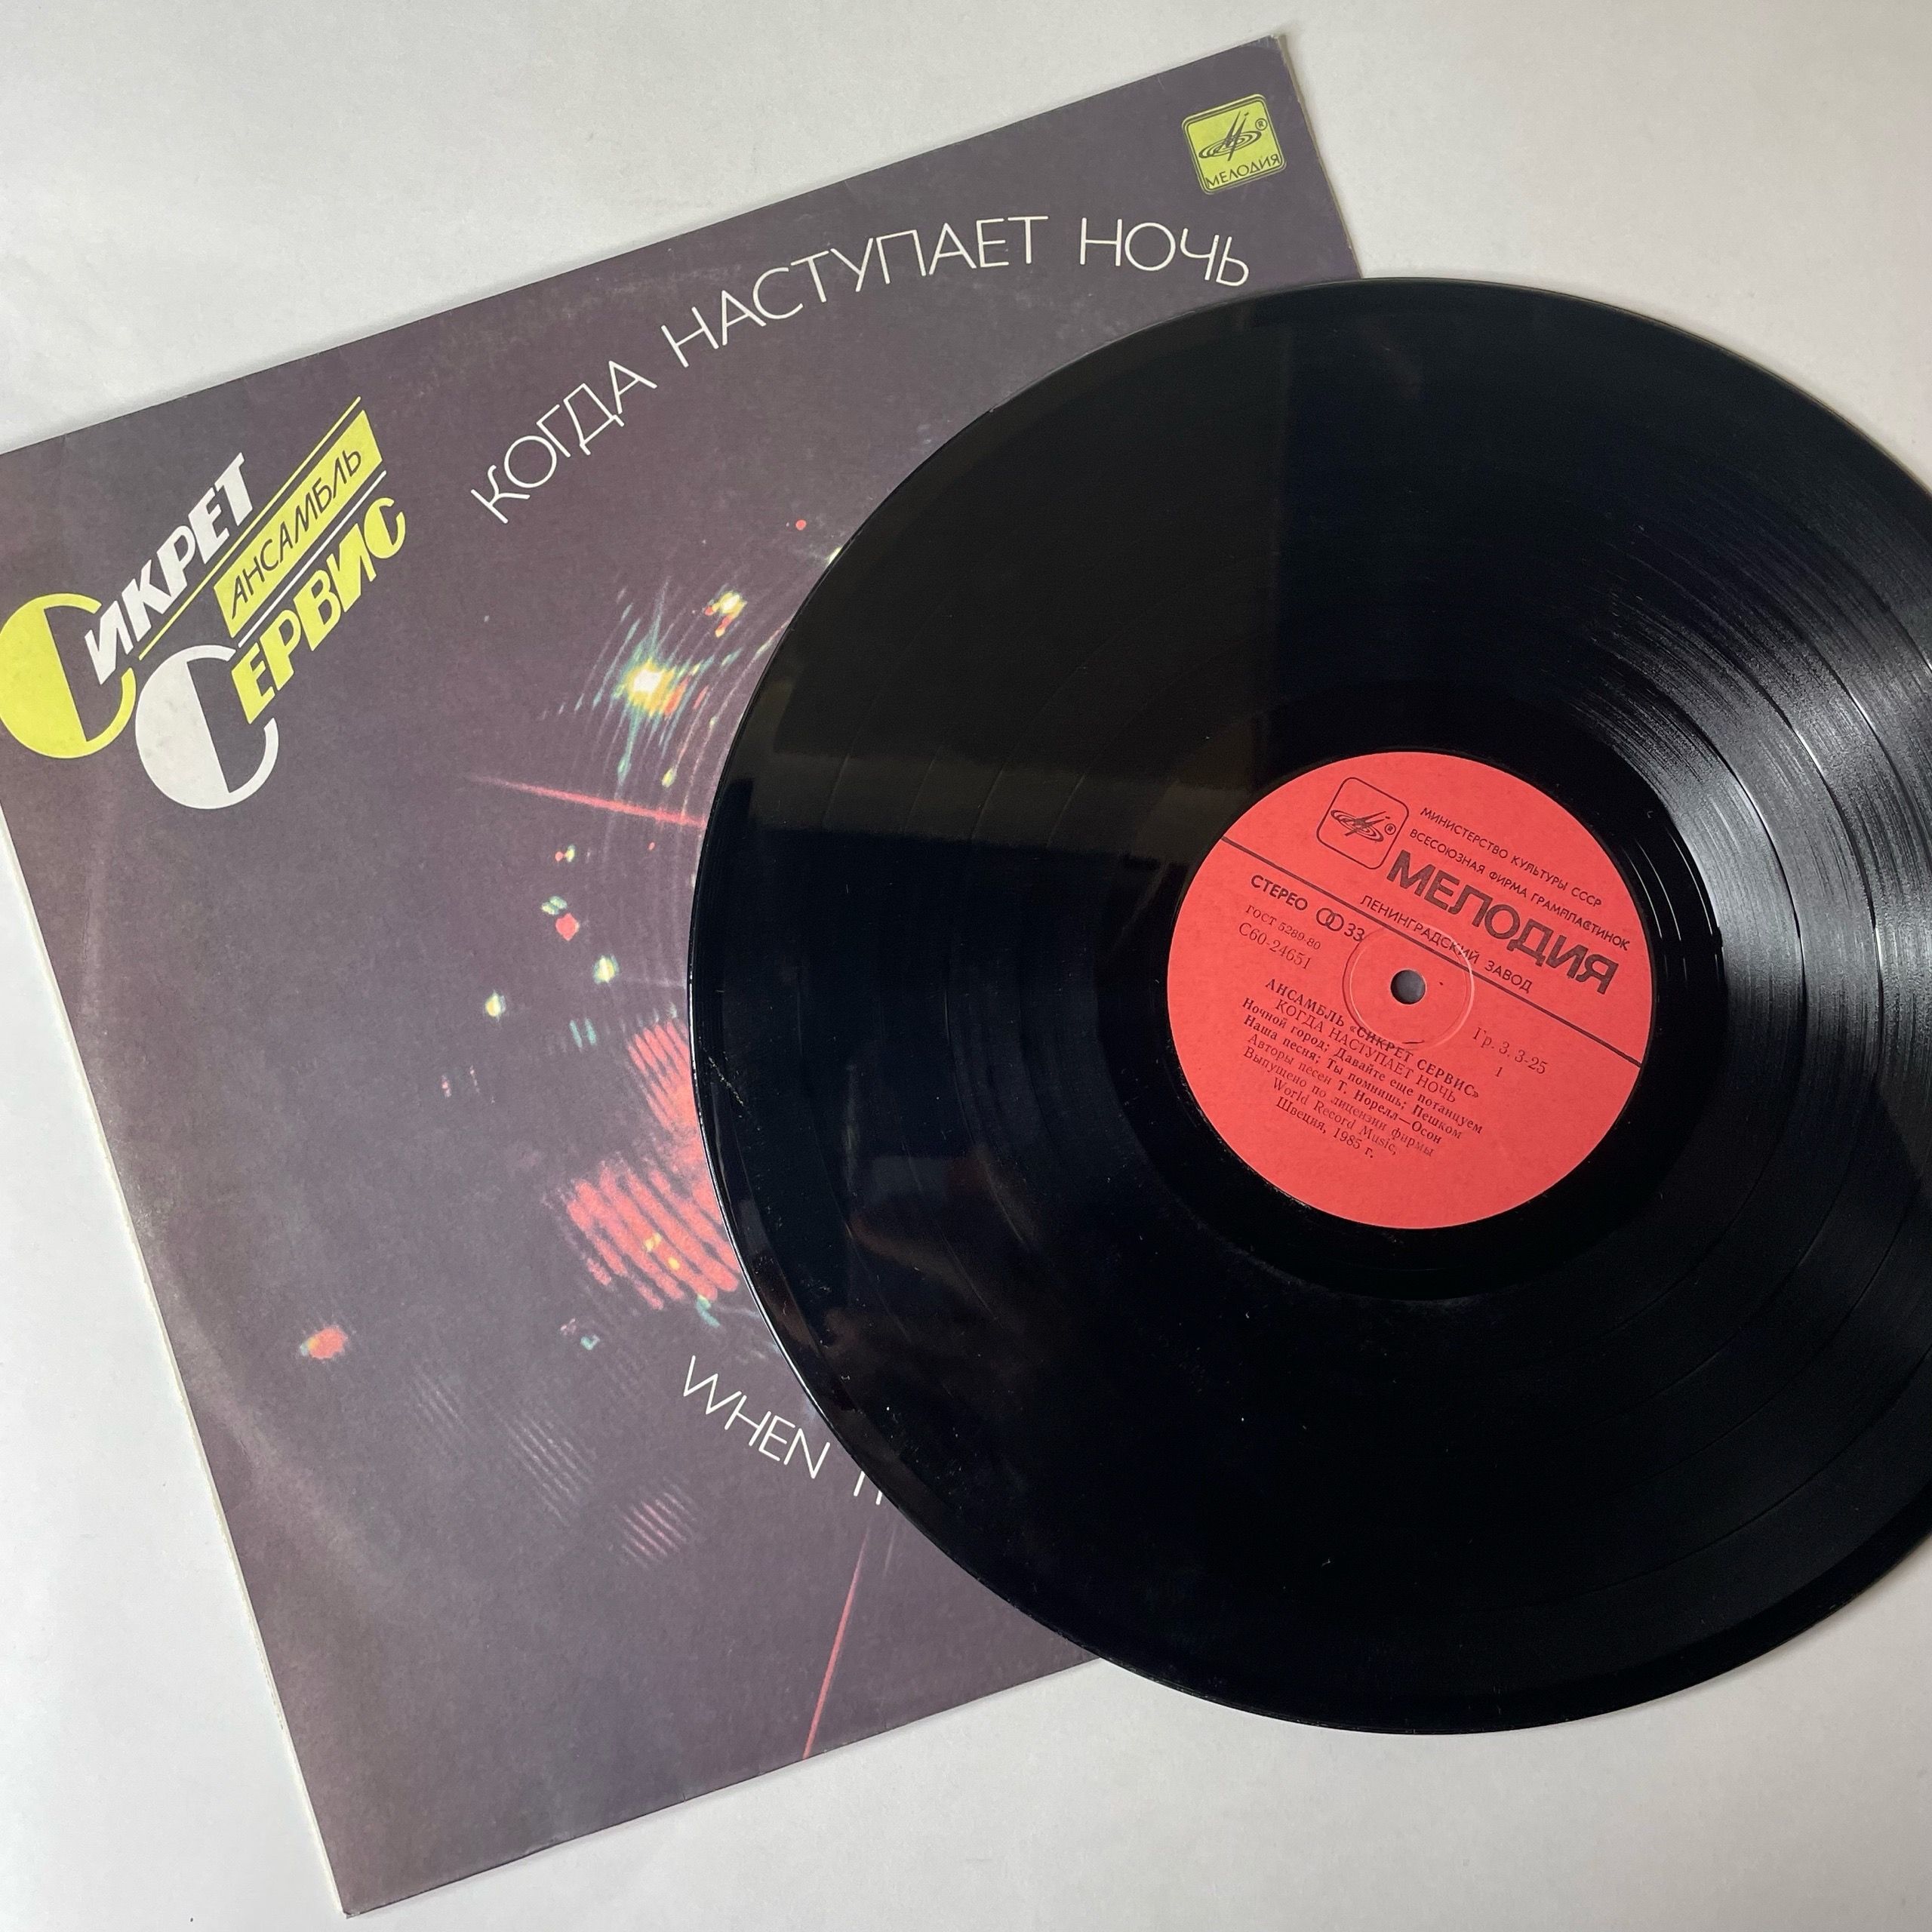 МЕЛОДИЯ
КОГДА НАСТУПАЕТ НОЧЬ
СИКРЕТ
АНСАМБЛЬ
СЕРВИС
WHEN
МИНИСТЕРСТВО КУЛЬТУРЫ СССР
ВСЕСОЮЗНАЯ ФИРМА ГРАМПЛАСТИНОК
МЕЛОДИЯ
ЛЕНИНГРАДСКИЙ ЗАВОД
СТЕРЕО 33
ГОСТ 5289-80
С60-24651
Гр. 3, 3-25
1
АНСАМБЛЬ «СИКРЕТ СЕРВИС»
КОГДА НАСТУПАЕТ НОЧЬ
Ночной город; Давайте еще потанцуем
Наша песня; Ты помнишь; Пешком
Авторы песен Т. Норелл—Осон
Выпущено по лицензии фирмы
World Record Music,
Швеция, 1985 г.